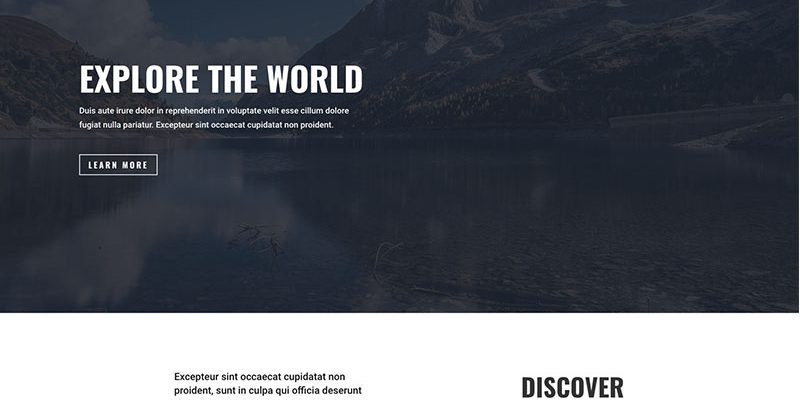 EXPLORE THE WORLD
Duis aute irure dolor in reprehenderit in voluptate velit esse cillum dolore
fugiat nulla pariatur. Excepteur sint occaecat cupidatat non proident.
LEARN MORE
Excepteur sint occaecat cupidatat non
proident, sunt in culpa qui officia deserunt
DISCOVER